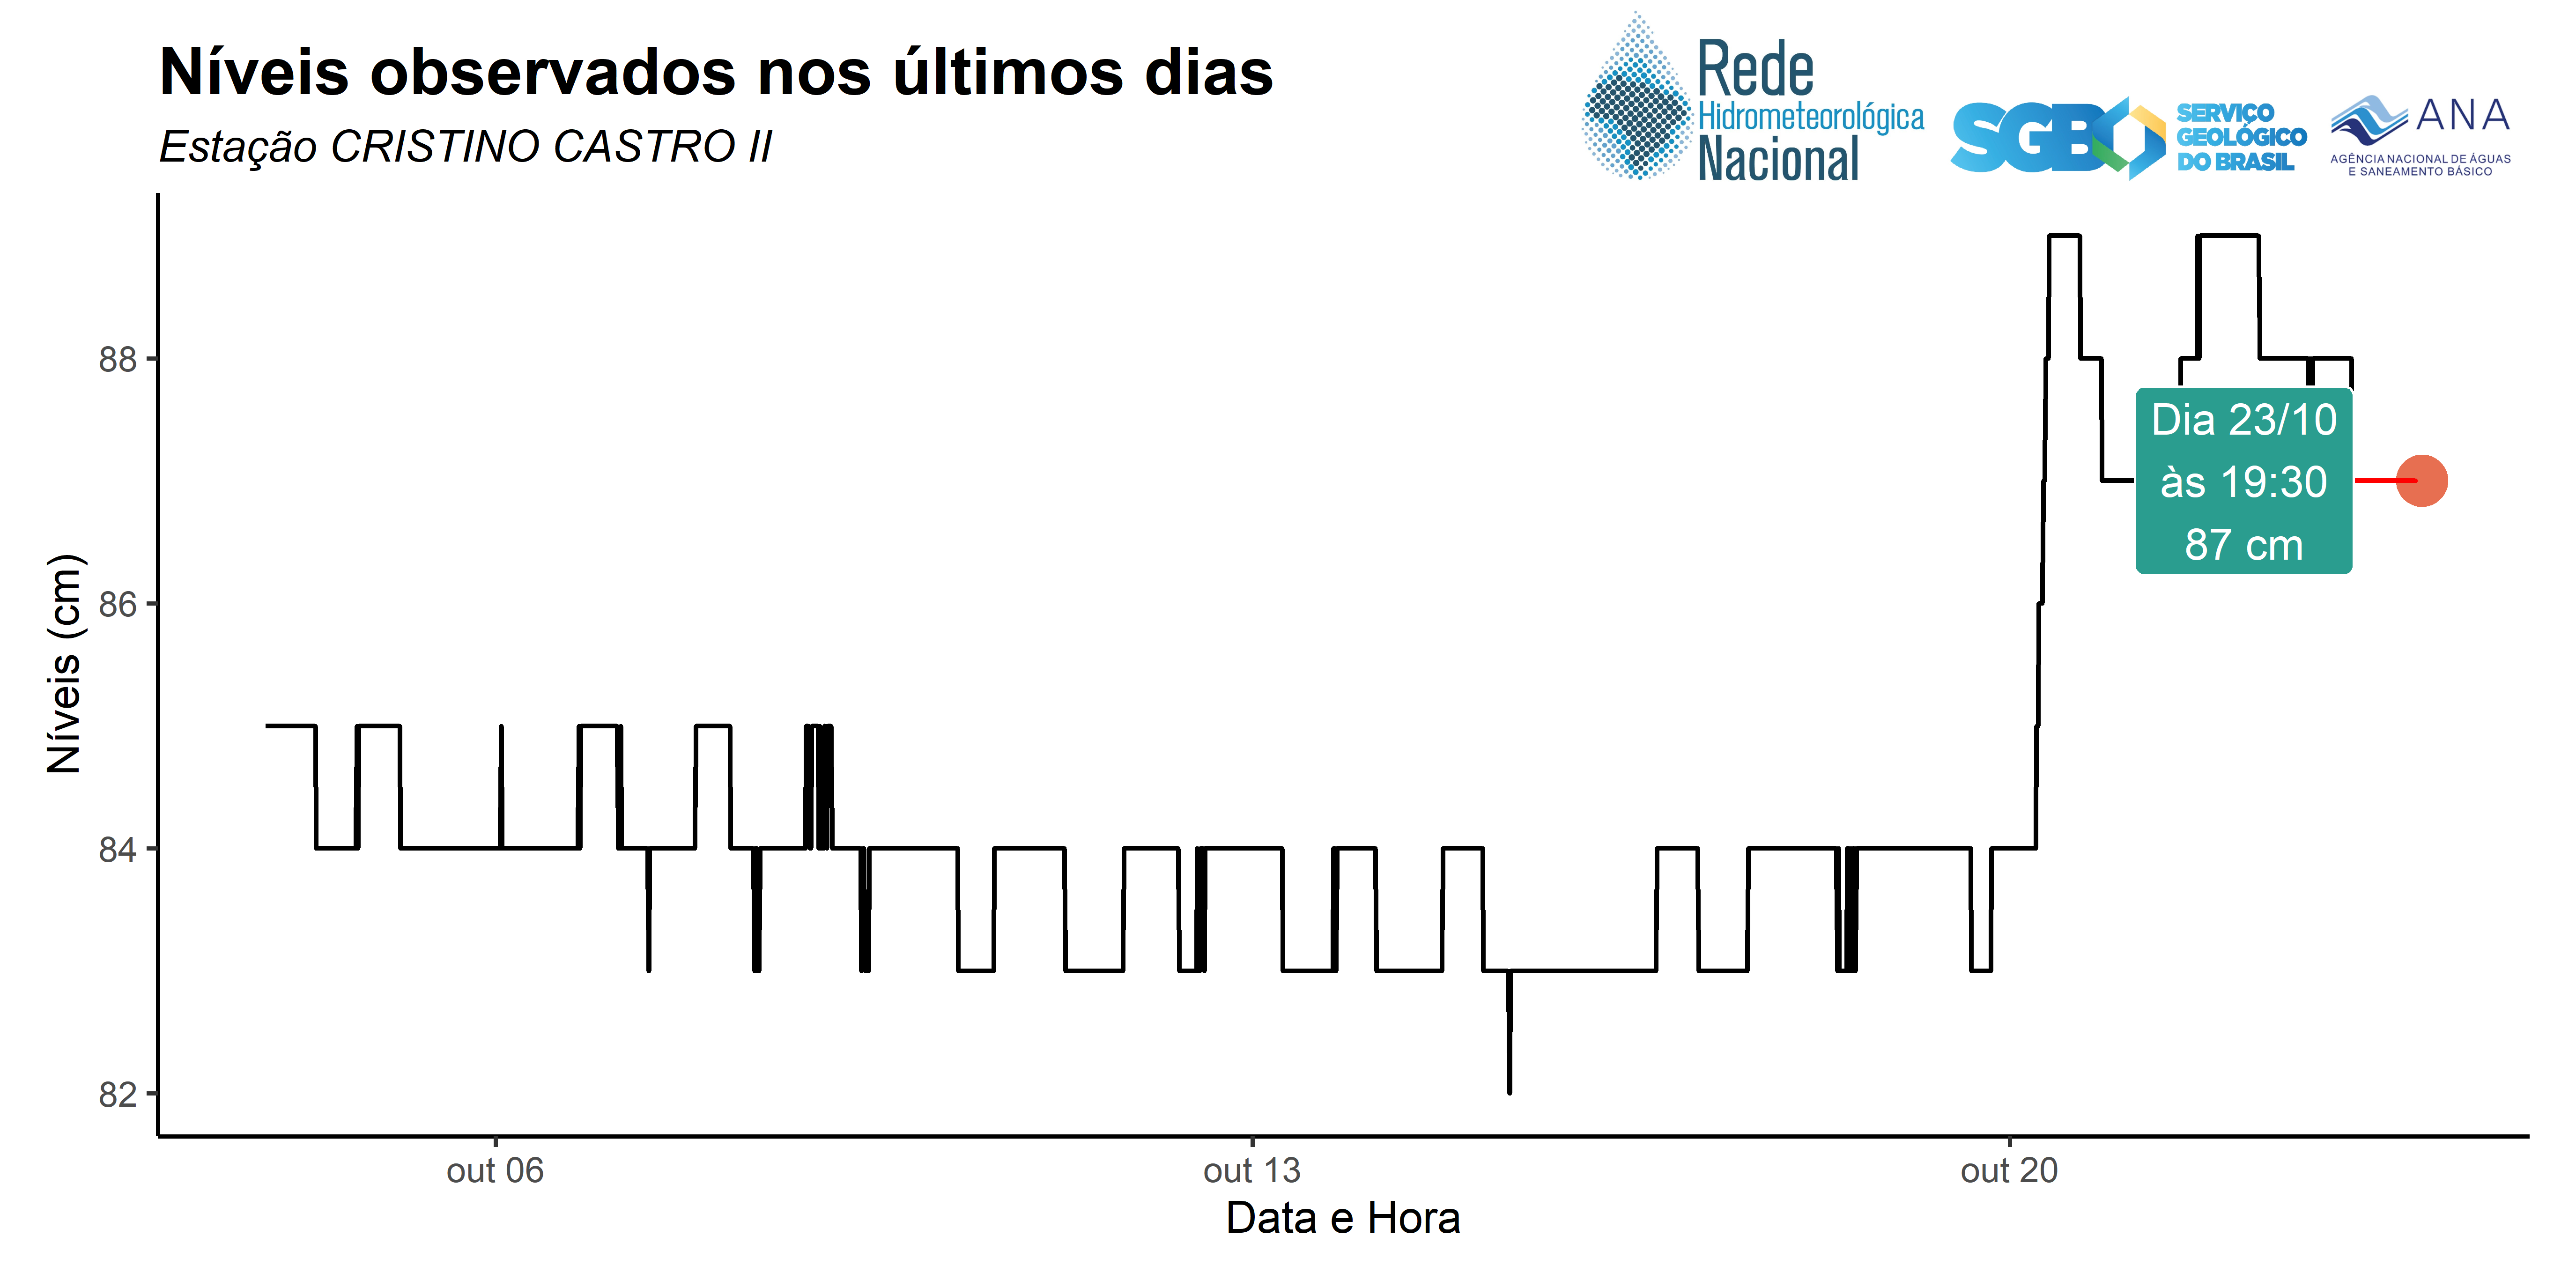 Níveis observados nos últimos dias
Estação CRISTINO CASTRO II
Rede
Hidrometeorológica
Nacional
SGB
SERVIÇO
GEOLÓGICO
DO BRASIL
ANA
AGÊNCIA NACIONAL DE ÁGUAS
E SANEAMENTO BÁSICO
Níveis (cm)
88
86
84
82
Dia 23/10
às 19:30
87 cm
out 06
out 13
out 20
Data e Hora